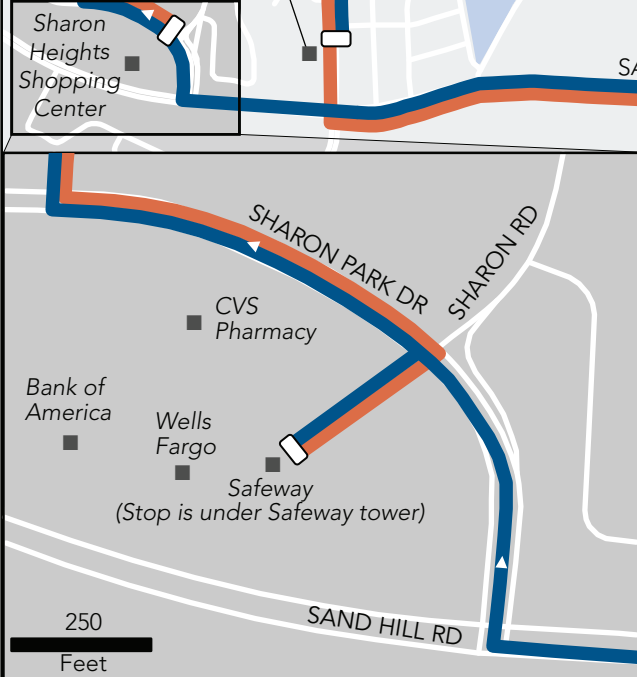 Sharon
Heights
Shopping
Center
SHARON PARK DR
SHARON RD
CVS
Pharmacy
Bank of
America
Wells
Fargo
Safeway
(Stop is under Safeway tower)
SAND HILL RD
250
Feet